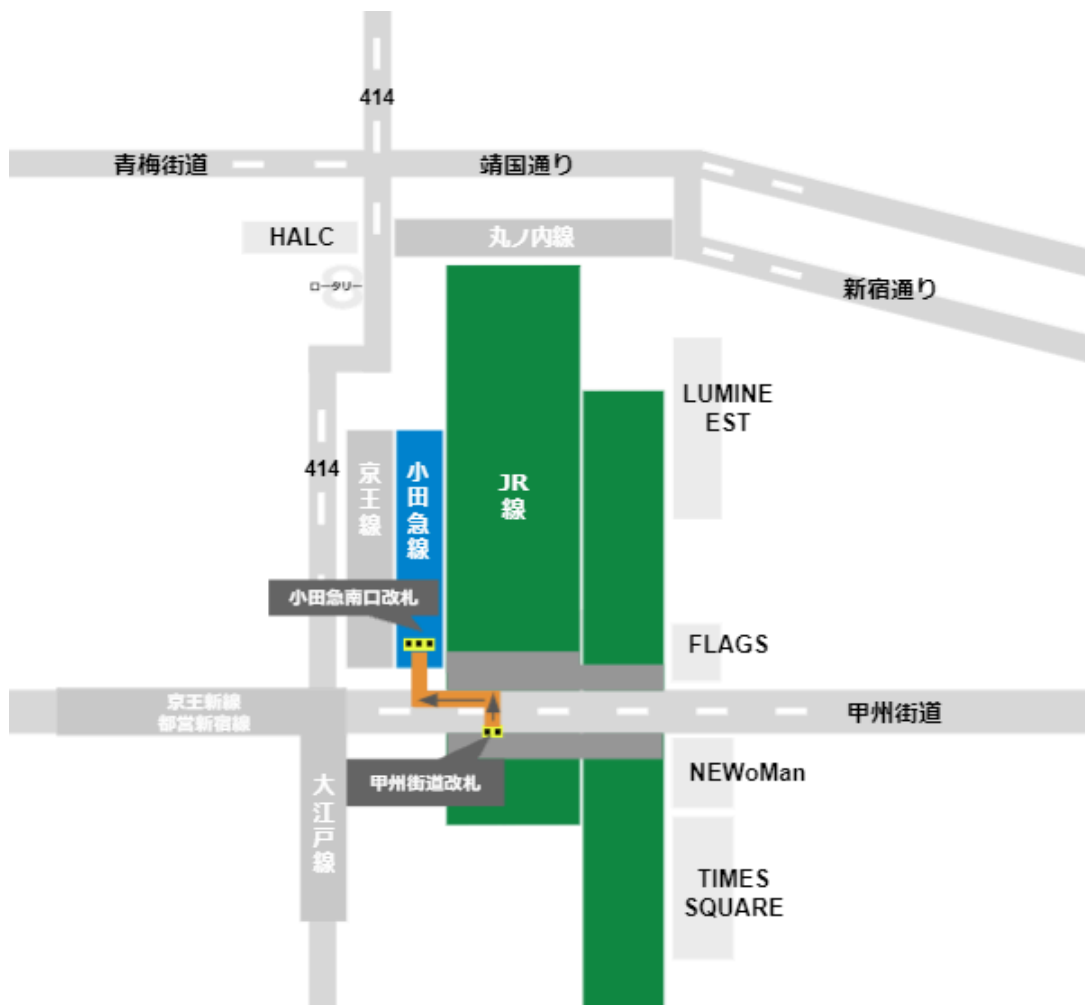 414
青梅街道
靖国通り
HALC
丸ノ内線
ロータリー
新宿通り
LUMINE
EST
414
京王線
小田急線
JR
線
小田急南口改札
FLAGS
京王新線
都営新宿線
甲州街道
甲州街道改札
NEWoMan
大江戸線
TIMES
SQUARE